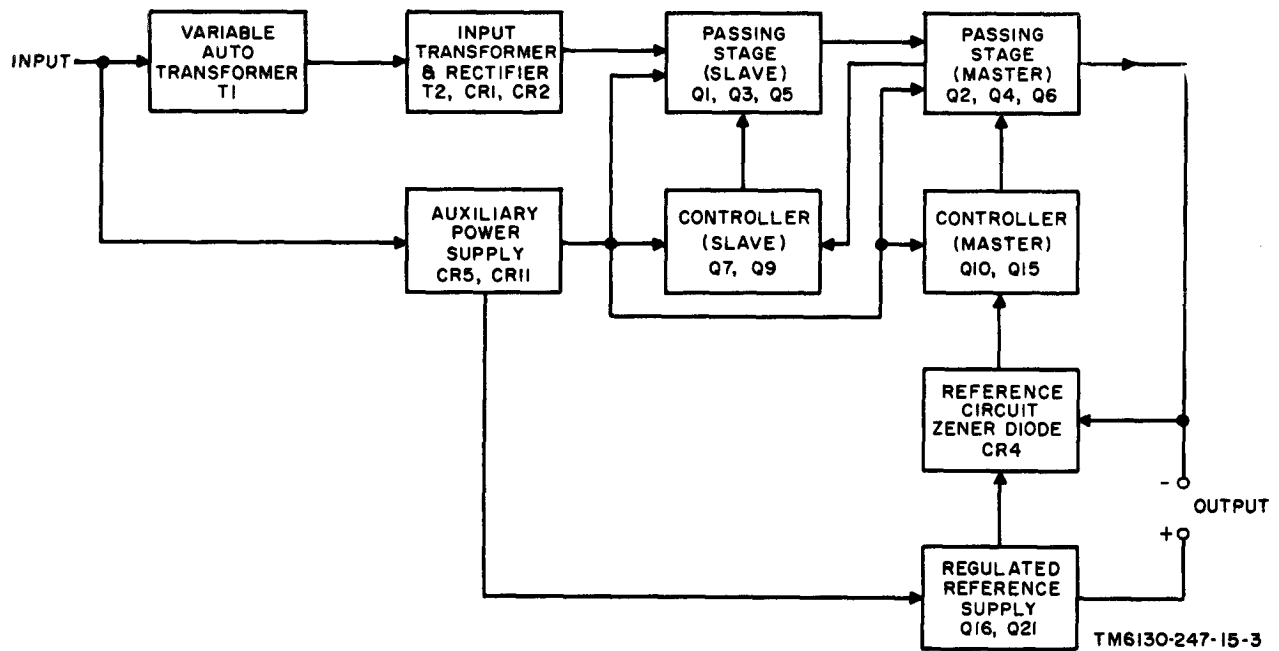 INPUT
VARIABLE
AUTO
TRANSFORMER
T1
INPUT
TRANSFORMER
& RECTIFIER
T2, CR1, CR2
PASSING
STAGE
(SLAVE)
Q1, Q3, Q5
PASSING
STAGE
(MASTER)
Q2, Q4, Q6
AUXILIARY
POWER
SUPPLY
CR5, CR11
CONTROLLER
(SLAVE)
Q7, Q9
CONTROLLER
(MASTER)
Q10, Q15
REFERENCE
CIRCUIT
ZENER DIODE
CR4
-
OUTPUT
+
REGULATED
REFERENCE
SUPPLY
Q16, Q21
TM6130-247-15-3